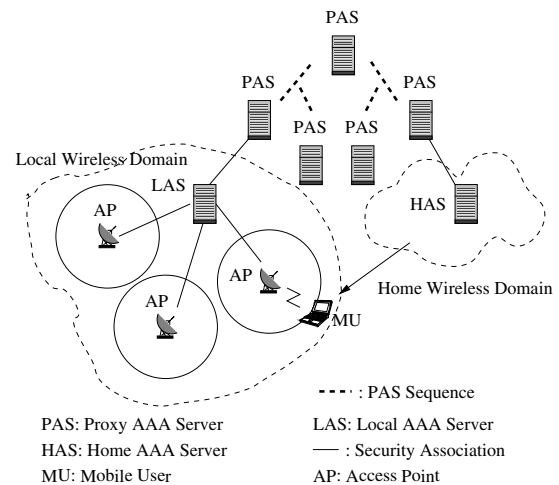 PAS
PAS
PAS
PAS
PAS
Local Wireless Domain
LAS
HAS
AP
AP
AP
Home Wireless Domain
MU
: PAS Sequence
PAS: Proxy AAA Server
LAS: Local AAA Server
HAS: Home AAA Server
: Security Association
MU: Mobile User
AP: Access Point